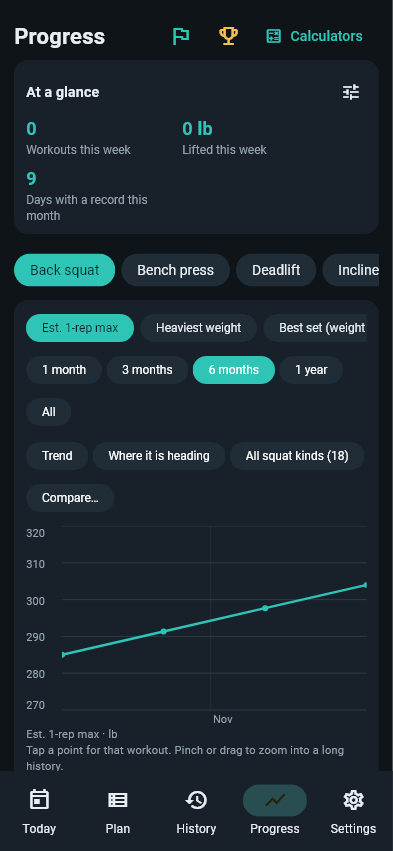 Progress
Calculators
At a glance
0
0 lb
Workouts this week
Lifted this week
9
Days with a record this
month
Back squat
Bench press
Deadlift
Incline
Est. 1-rep max
Heaviest weight
Best set (weight
1 month
3 months
6 months
1 year
All
Trend
Where it is heading
All squat kinds (18)
Compare...
320
310
300
290
280
270
Nov
Est. 1-rep max · lb
Tap a point for that workout. Pinch or drag to zoom into a long
history.
Today
Plan
History
Progress
Settings